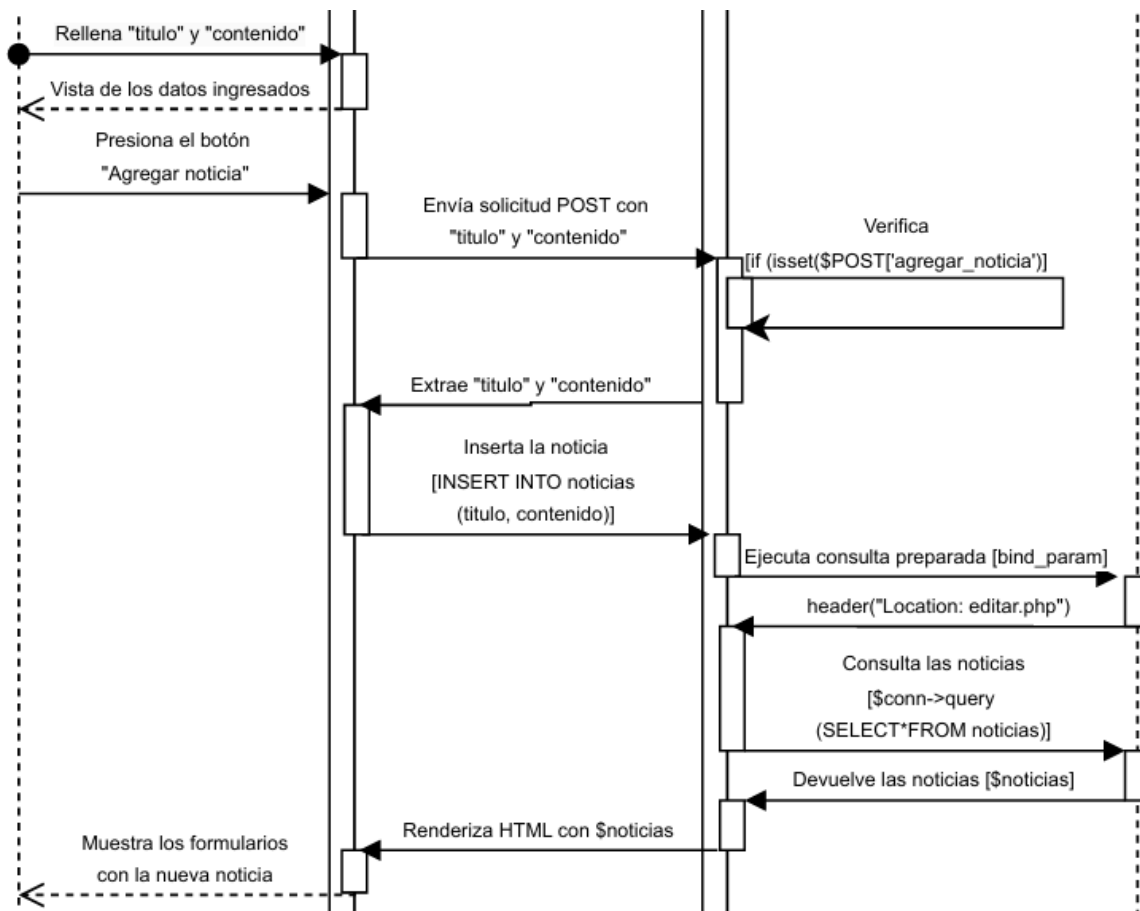 Rellena "titulo" y "contenido"
Vista de los datos ingresados
Presiona el botón
"Agregar noticia"
Envía solicitud POST con
"titulo" y "contenido"
Verifica
[if (isset($POST['agregar_noticia')]
Extrae "titulo" y "contenido"
Inserta la noticia
[INSERT INTO noticias
(titulo, contenido)]
Ejecuta consulta preparada [bind_param]
header("Location: editar.php")
Consulta las noticias
[$conn->query
(SELECT*FROM noticias)]
Devuelve las noticias [$noticias]
Renderiza HTML con $noticias
Muestra los formularios
con la nueva noticia